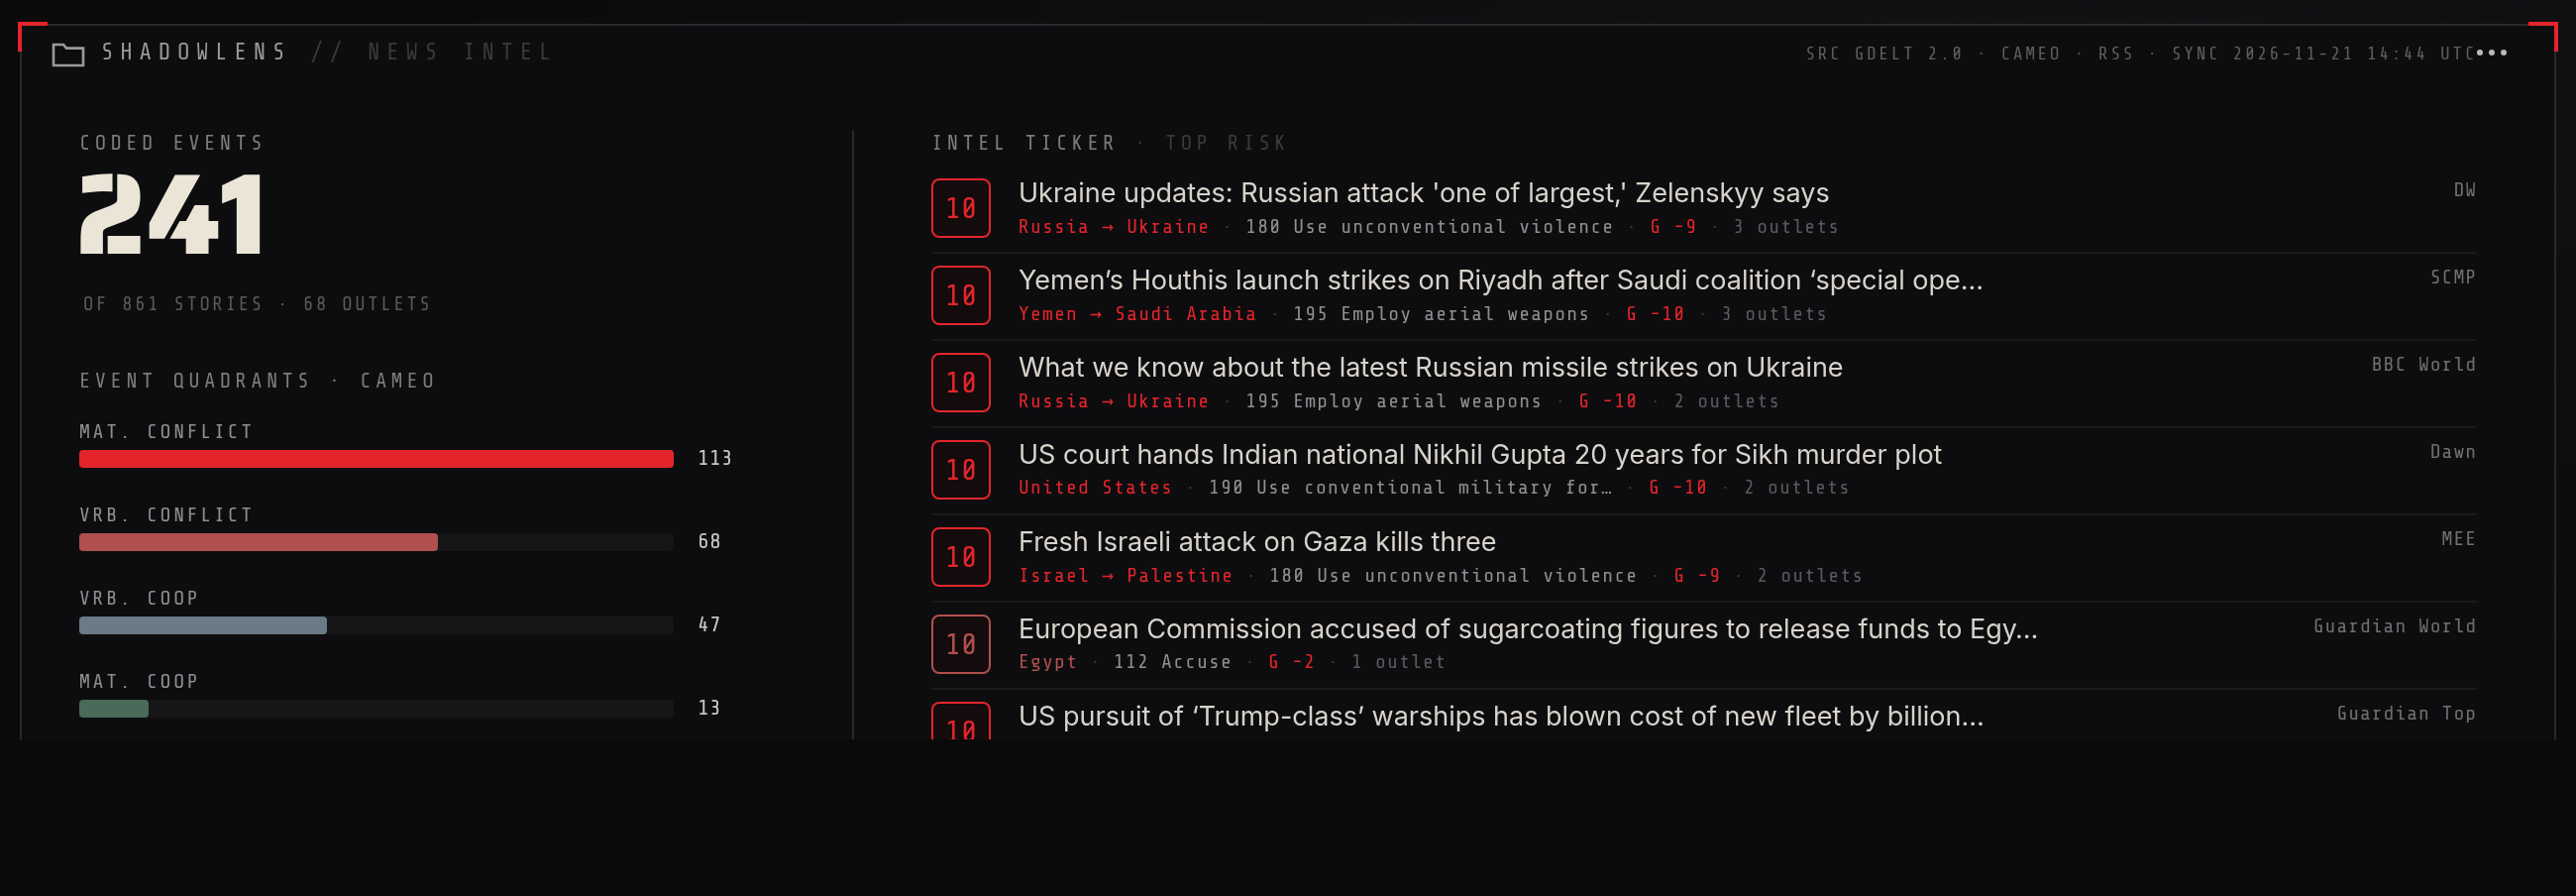 SHADOWLENS // NEWS INTEL
SRC GDELT 2.0 · CAMEO · RSS · SYNC 2026-11-21 14:44 UTC
CODED EVENTS
241
OF 861 STORIES · 68 OUTLETS
EVENT QUADRANTS · CAMEO
MAT. CONFLICT
113
VRB. CONFLICT
68
VRB. COOP
47
MAT. COOP
13
INTEL TICKER · TOP RISK
10 Ukraine updates: Russian attack 'one of largest,' Zelenskyy says DW
Russia → Ukraine · 180 Use unconventional violence · G -9 · 3 outlets
10 Yemen’s Houthis launch strikes on Riyadh after Saudi coalition ‘special ope… SCMP
Yemen → Saudi Arabia · 195 Employ aerial weapons · G -10 · 3 outlets
10 What we know about the latest Russian missile strikes on Ukraine BBC World
Russia → Ukraine · 195 Employ aerial weapons · G -10 · 2 outlets
10 US court hands Indian national Nikhil Gupta 20 years for Sikh murder plot Dawn
United States · 190 Use conventional military for… · G -10 · 2 outlets
10 Fresh Israeli attack on Gaza kills three MEE
Israel → Palestine · 180 Use unconventional violence · G -9 · 2 outlets
10 European Commission accused of sugarcoating figures to release funds to Egy… Guardian World
Egypt · 112 Accuse · G -2 · 1 outlet
10 US pursuit of ‘Trump-class’ warships has blown cost of new fleet by billion… Guardian Top